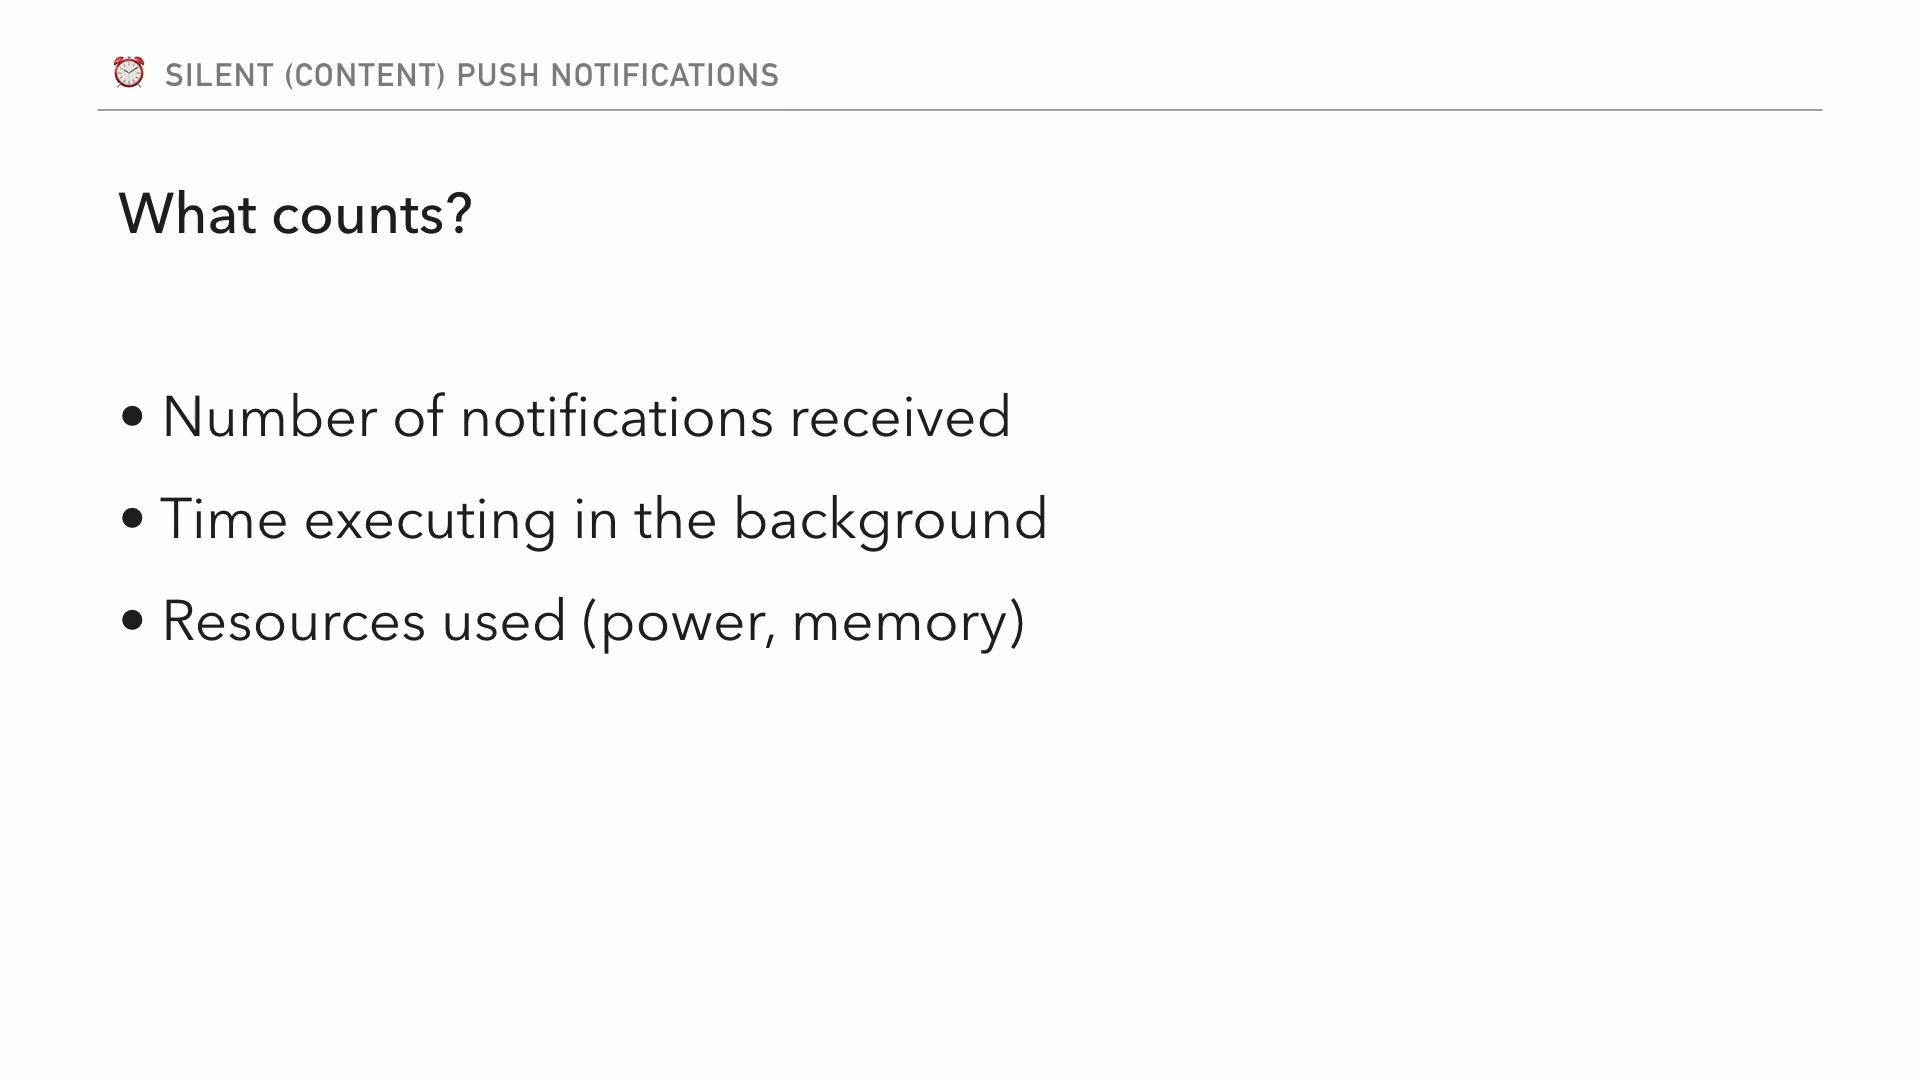 ⏰ SILENT (CONTENT) PUSH NOTIFICATIONS
What counts?
• Number of notifications received
• Time executing in the background
• Resources used (power, memory)